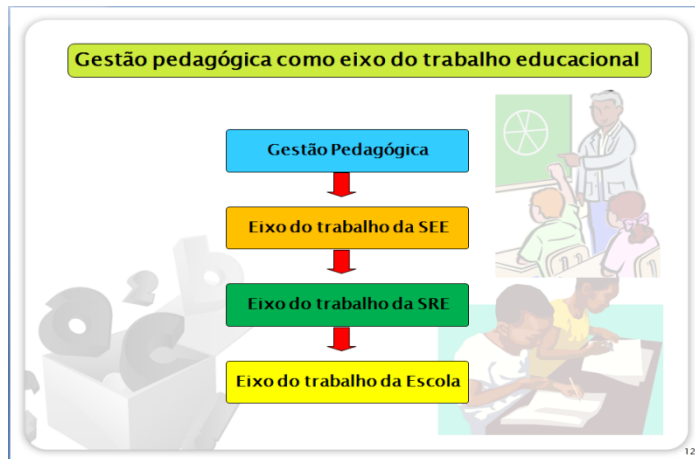 Gestão pedagógica como eixo do trabalho educacional
Gestão Pedagógica
Eixo do trabalho da SEE
Eixo do trabalho da SRE
Eixo do trabalho da Escola
a
2
b
a
c
12